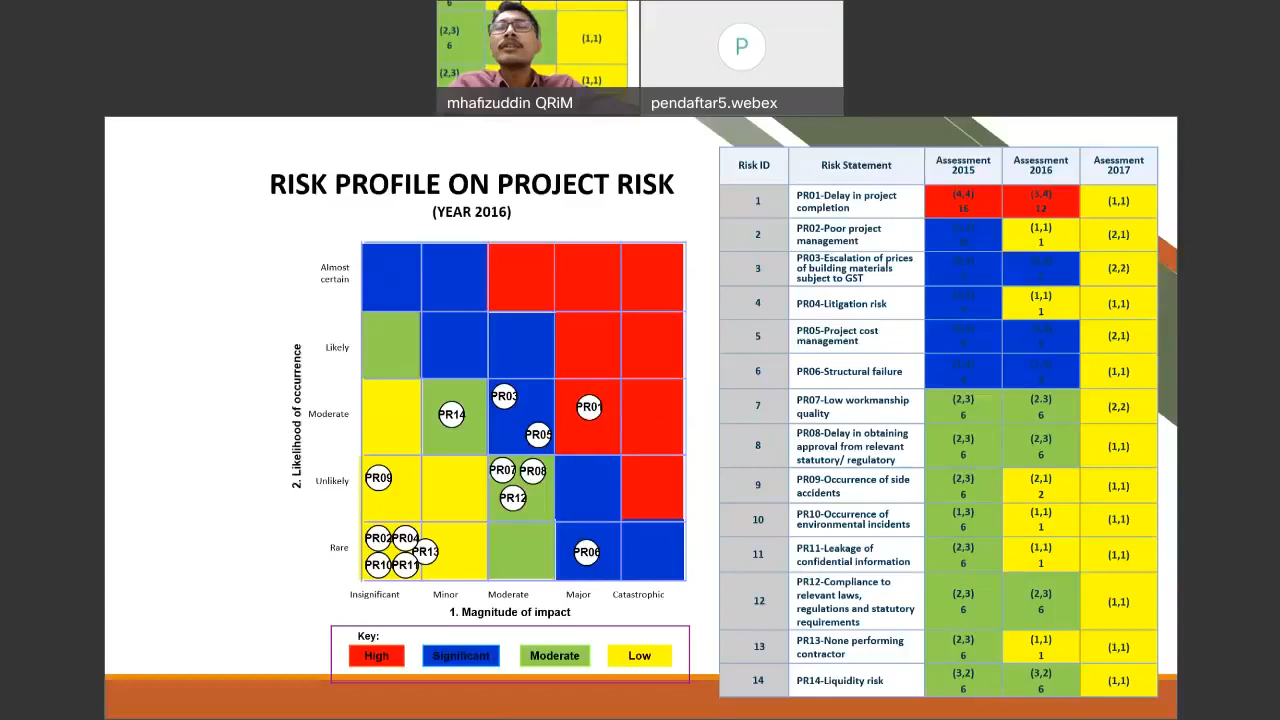 6
(2,3)
6
(1,1)
(2,3)
(1,1)
mhafizuddin QRiM
P
pendaftar5.webex
RISK PROFILE ON PROJECT RISK
(YEAR 2016)
2. Likelihood of occurrence
Almost
certain
Likely
Moderate
PR14
PR03
PR05
PR01
Unlikely
PR09
PR07
PR08
PR12
Rare
PR02
PR04
PR13
PR10
PR11
PR06
Insignificant
Minor
Moderate
Major
Catastrophic
1. Magnitude of impact
Key:
High
Significant
Moderate
Low
Risk ID
Risk Statement
Assessment
2015
Assessment
2016
Asessment
2017
1
PR01-Delay in project
completion
(4,4)
16
(3,4)
12
(1,1)
2
PR02-Poor project
management
(1,1)
1
(2,1)
3
PR03-Escalation of prices
of building materials
subject to GST
(2,2)
4
PR04-Litigation risk
(1,1)
1
(1,1)
5
PR05-Project cost
management
(2,1)
6
PR06-Structural failure
(1,1)
7
PR07-Low workmanship
quality
(2,3)
6
(2.3)
6
(2,2)
8
PR08-Delay in obtaining
approval from relevant
statutory/ regulatory
(2,3)
6
(2,3)
6
(1,1)
9
PR09-Occurrence of side
accidents
(2,3)
6
(2,1)
2
(1,1)
10
PR10-Occurrence of
environmental incidents
(1,3)
6
(1,1)
1
(1,1)
11
PR11-Leakage of
confidential information
(2,3)
6
(1,1)
1
(1,1)
12
PR12-Compliance to
relevant laws,
regulations and statutory
requirements
(2,3)
6
(2,3)
6
(1,1)
13
PR13-None performing
contractor
(2,3)
6
(1,1)
1
(1,1)
14
PR14-Liquidity risk
(3,2)
6
(3,2)
6
(1,1)